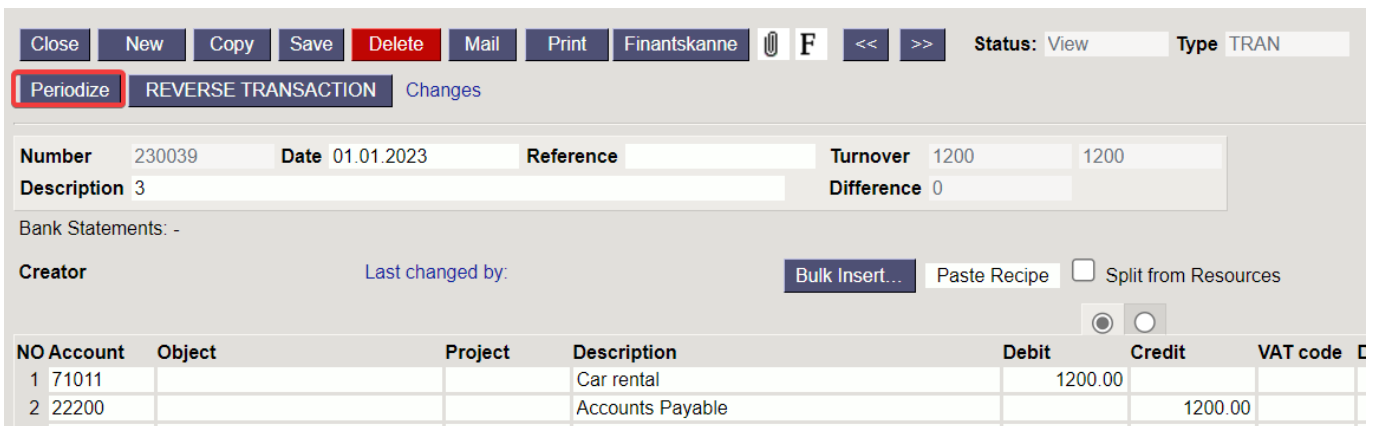 Close New Copy Save Delete Mail Print Finantskanne F << >> Status: View Type TRAN
Periodize REVERSE TRANSACTION Changes
Number 230039 Date 01.01.2023 Reference Turnover 1200 1200
Description 3 Difference 0
Bank Statements: -
Creator Last changed by: Bulk Insert... Paste Recipe Split from Resources
NO Account Object Project Description Debit Credit VAT code D
1 71011 Car rental 1200.00
2 22200 Accounts Payable 1200.00